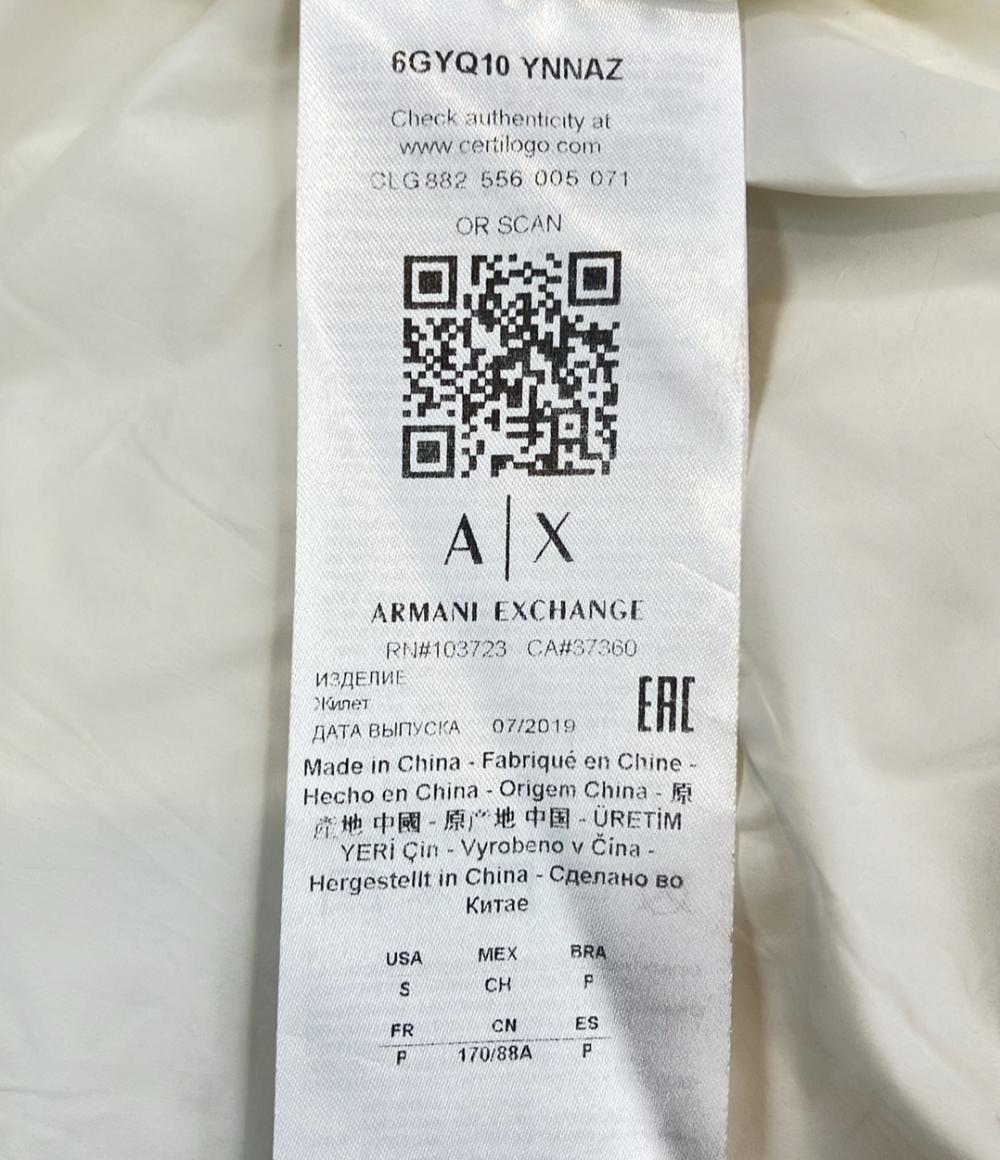 6GYQ10 YNNAZ
Check authenticity at
www certilogo com
CLG 882 556 005 071
OR SCAN
A|X
ARMANI EXCHANGE
RN#103723 CA#37360
ИЗДЕЛИЕ
Жилет
EAC
ДАТА ВЫПУСКА 07/2019
Made in China - Fabriqué en Chine -
Hecho en China - Origem China - 原
產地 中國 - 原产地 中国 - ÜRETİM
YERİ Çin - Vyrobeno v Čína -
Hergestellt in China - Сделано во
Китае
USA MEX BRA
S CH P
FR CN ES
P 170/88A P